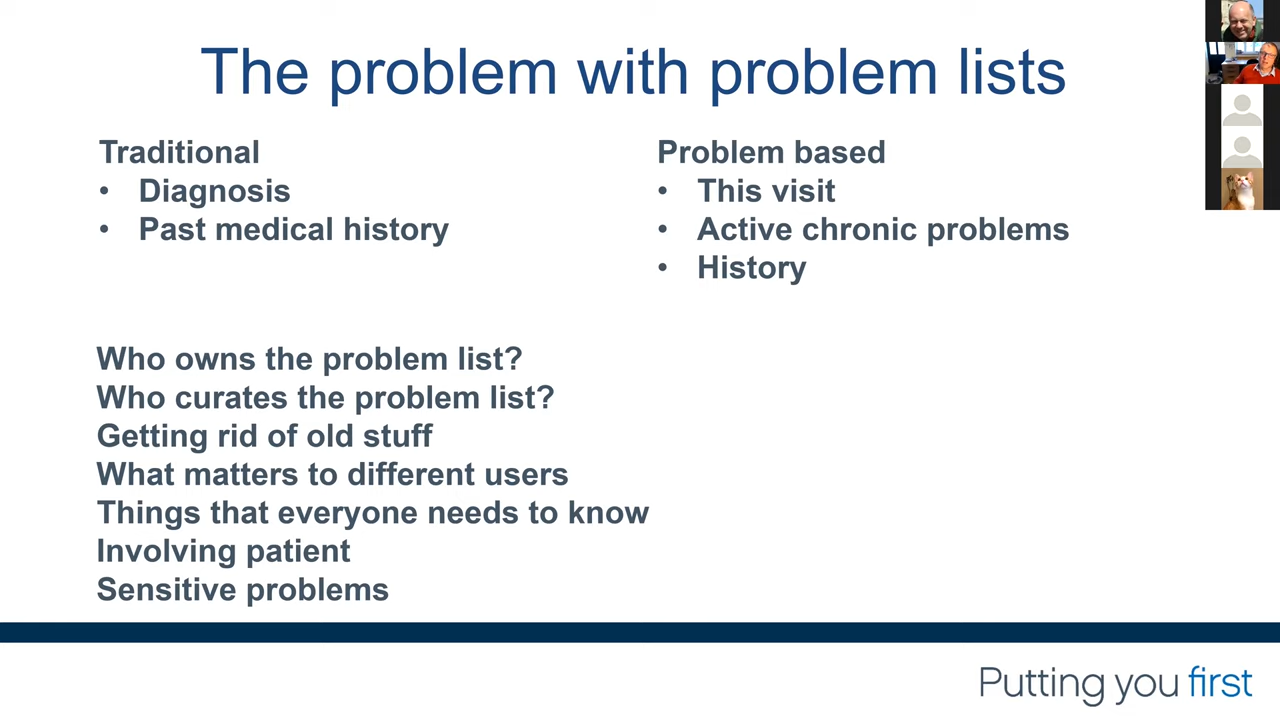 The problem with problem lists
Traditional
• Diagnosis
• Past medical history
Problem based
• This visit
• Active chronic problems
• History
Who owns the problem list?
Who curates the problem list?
Getting rid of old stuff
What matters to different users
Things that everyone needs to know
Involving patient
Sensitive problems
Putting you first